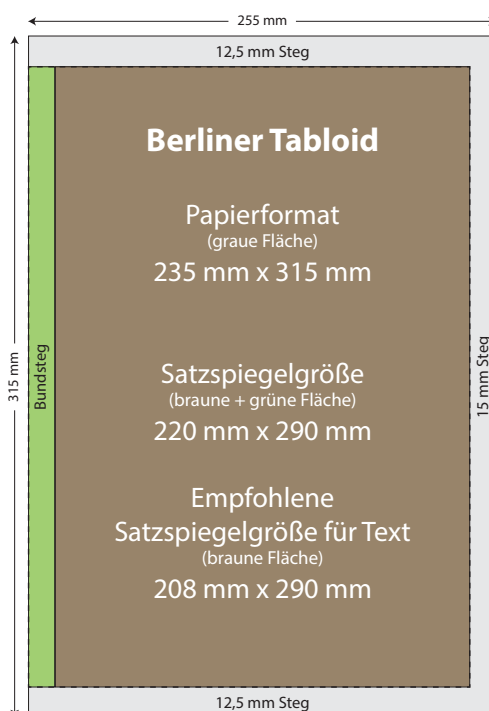 255 mm
12,5 mm Steg
Berliner Tabloid
Papierformat
(graue Fläche)
235 mm x 315 mm
315 mm
Bundsteg
15 mm Steg
Satzspiegelgröße
(braune + grüne Fläche)
220 mm x 290 mm
Empfohlene
Satzspiegelgröße für Text
(braune Fläche)
208 mm x 290 mm
12,5 mm Steg